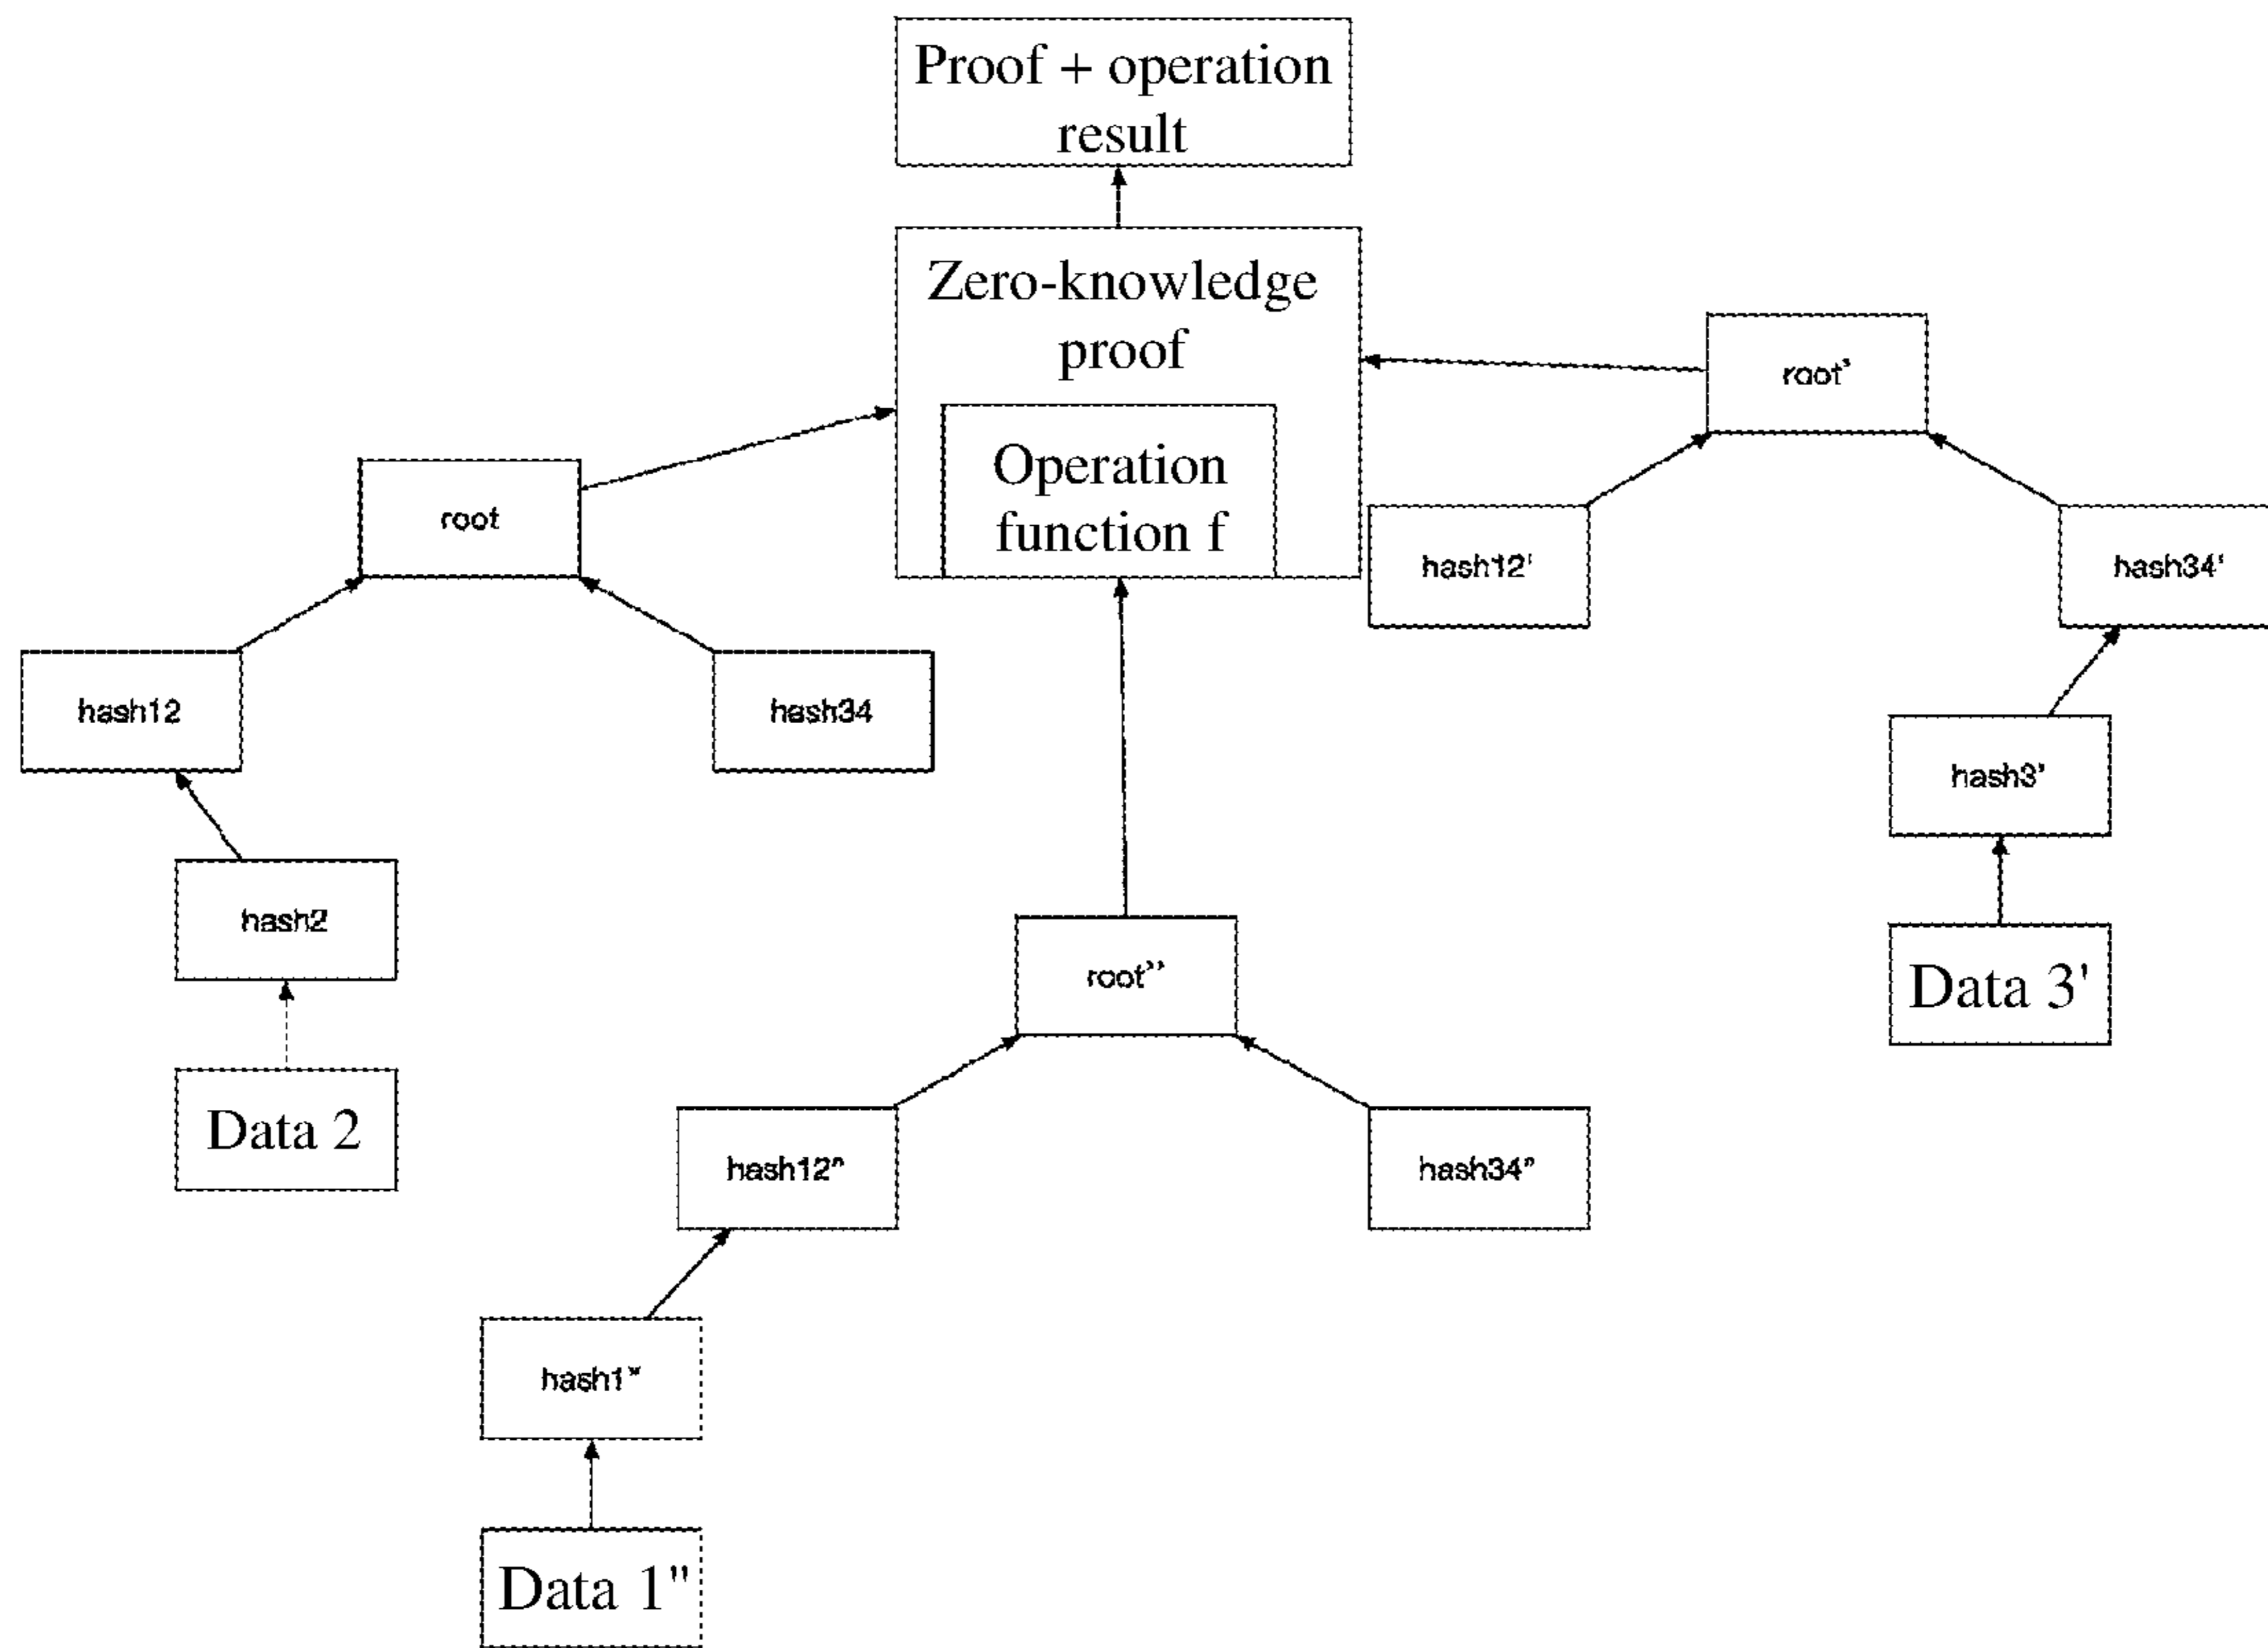 Proof + operation
result
Zero-knowledge
proof
Operation
function f
root'
root
hash12'
hash34'
hash12
hash34
hash3'
hash2
root''
Data 3'
Data 2
hash12"
hash34"
hash1"
Data 1"